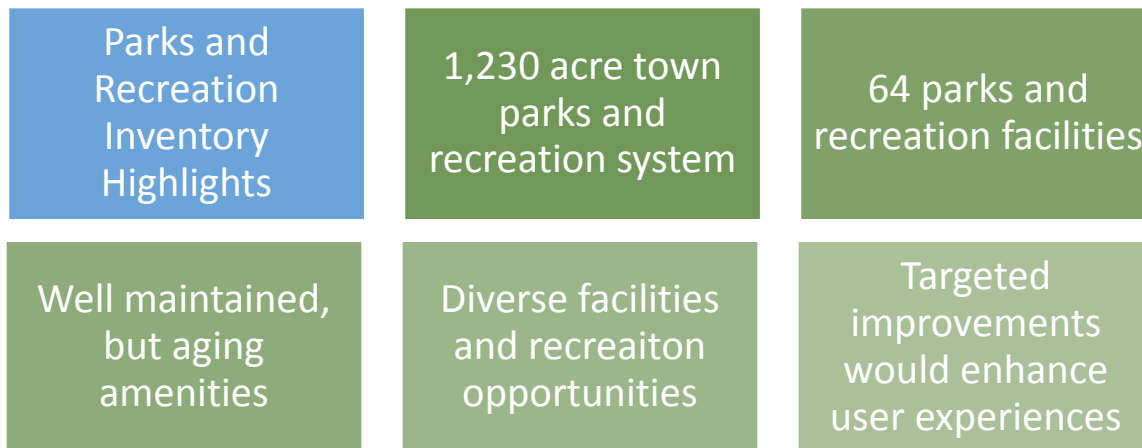 Parks and
Recreation
Inventory
Highlights
1,230 acre town
parks and
recreation system
64 parks and
recreation facilities
Well maintained,
but aging
amenities
Diverse facilities
and recreaiton
opportunities
Targeted
improvements
would enhance
user experiences